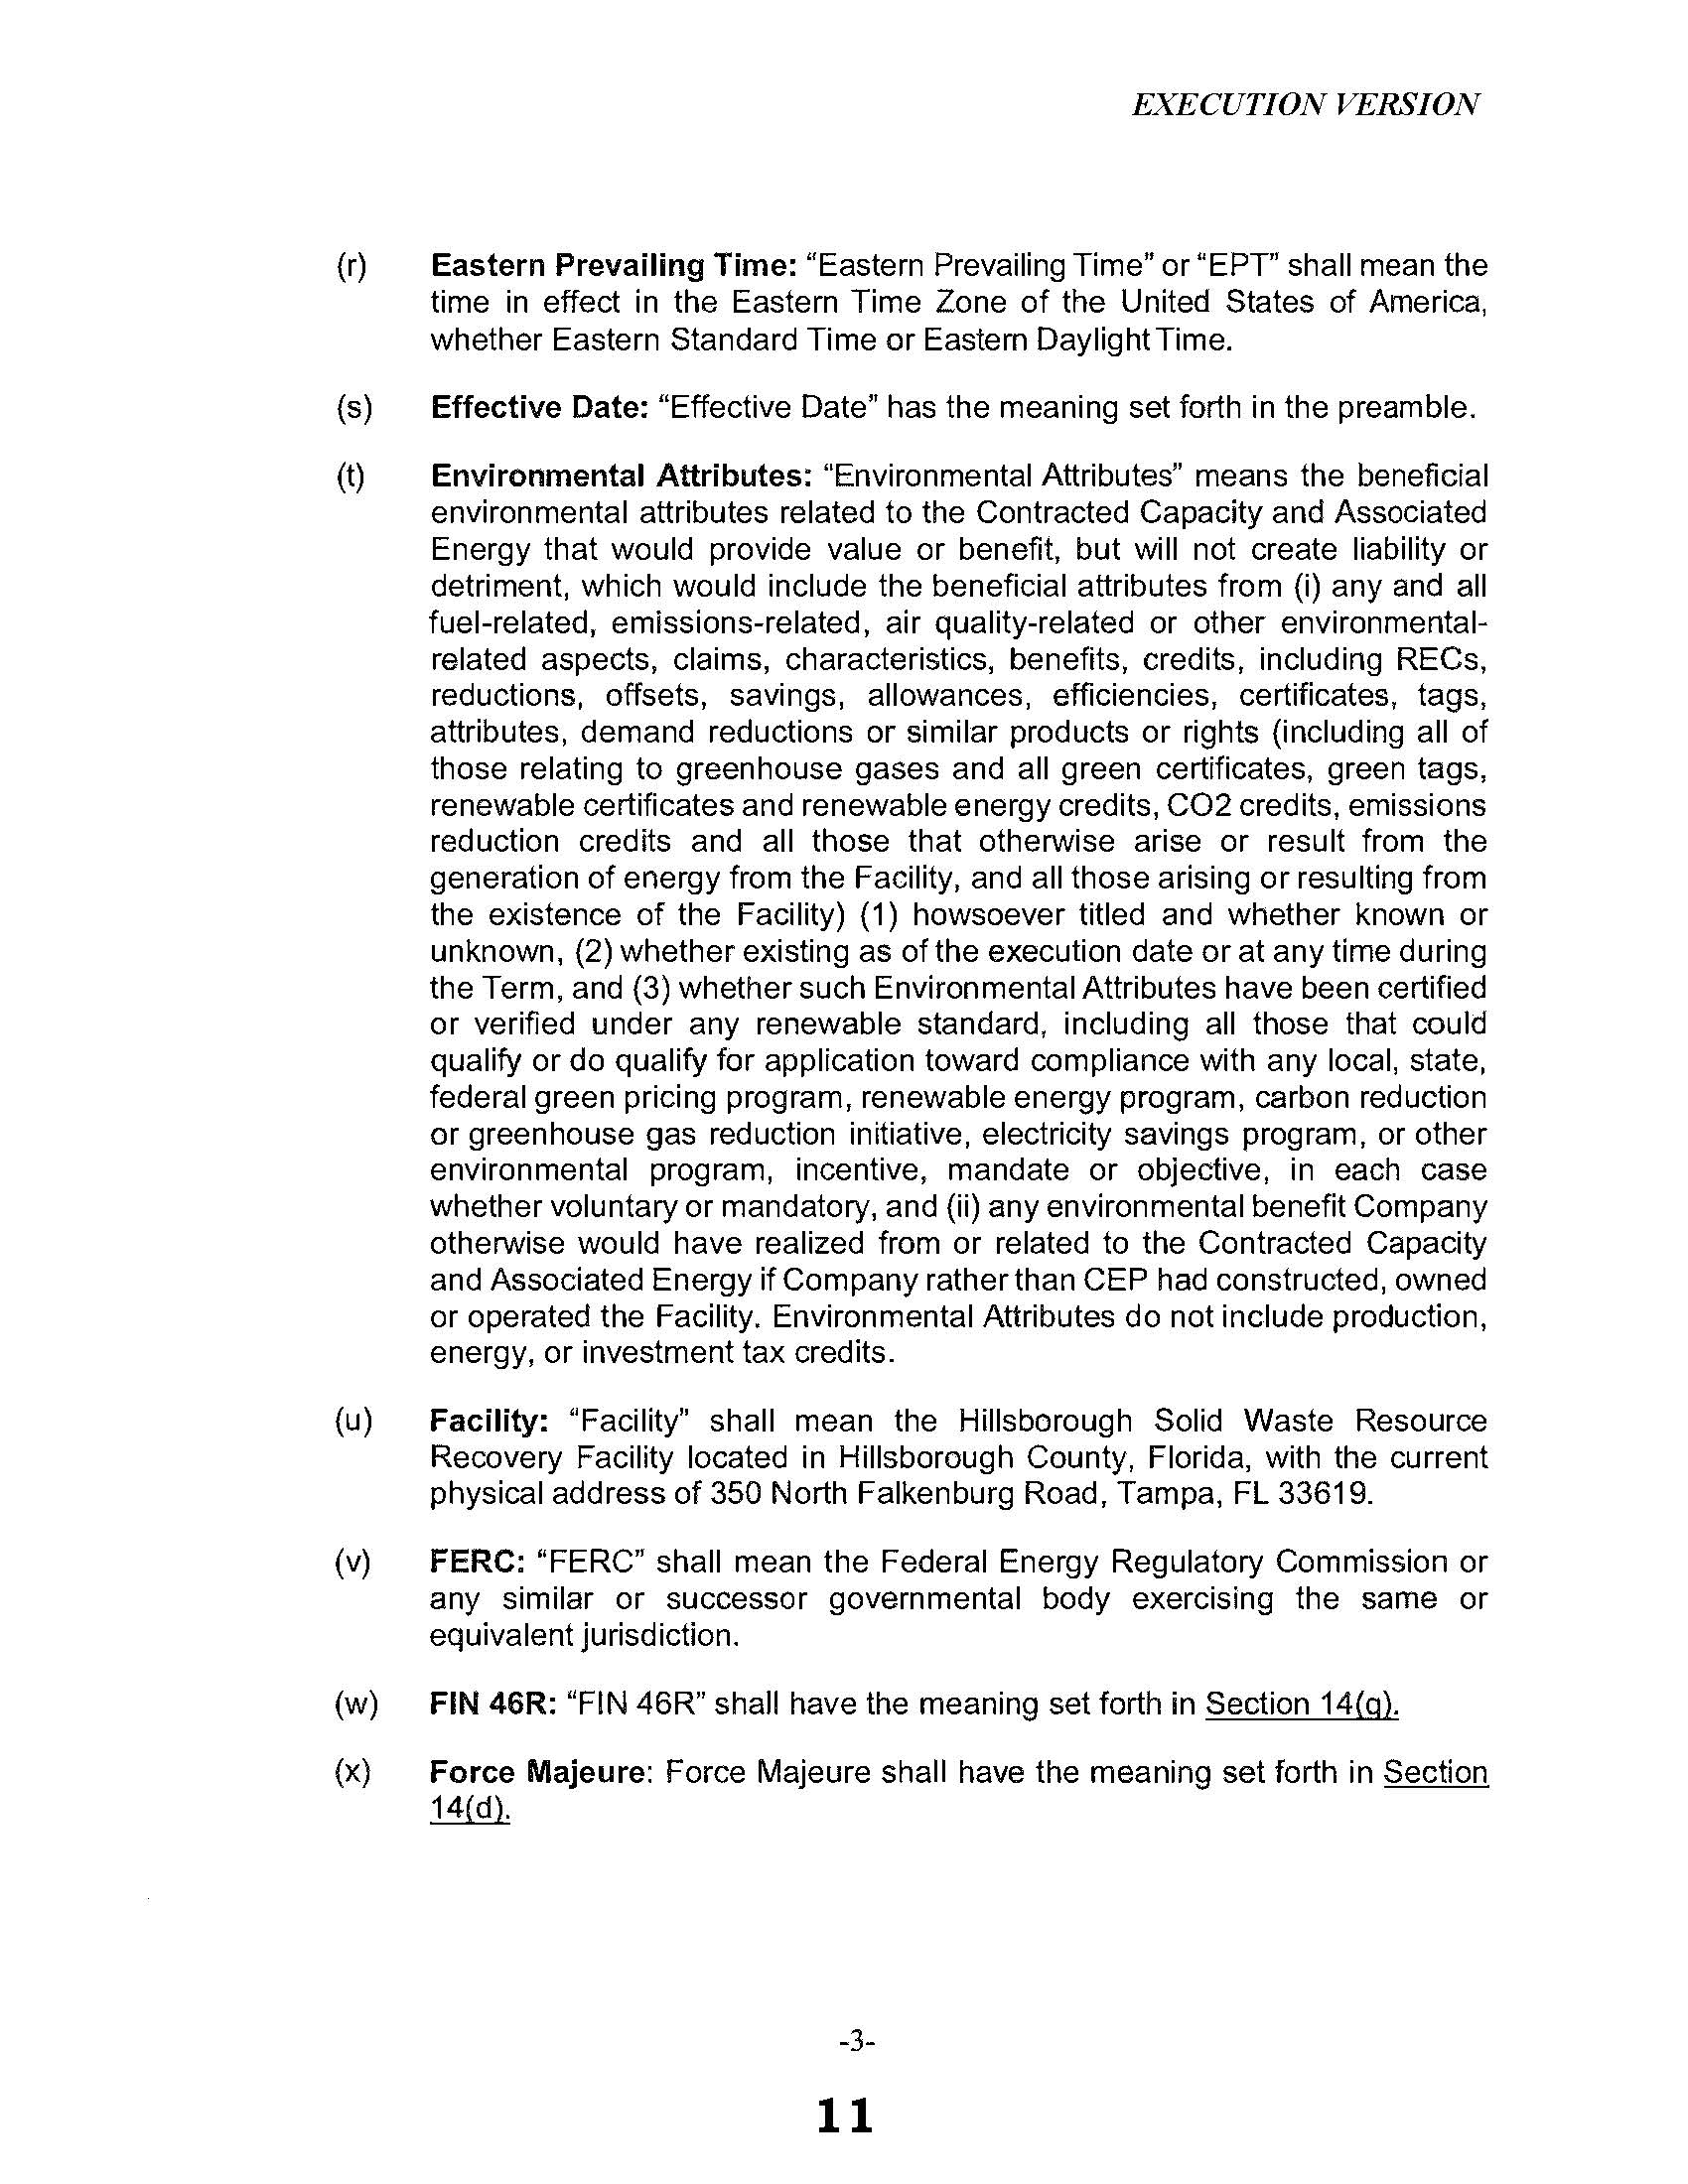 EXECUTION VERSION
(r) Eastern Prevailing Time: “Eastern Prevailing Time” or “EPT” shall mean the
time in effect in the Eastern Time Zone of the United States of America,
whether Eastern Standard Time or Eastern Daylight Time.
(s) Effective Date: “Effective Date” has the meaning set forth in the preamble.
(t) Environmental Attributes: “Environmental Attributes” means the beneficial
environmental attributes related to the Contracted Capacity and Associated
Energy that would provide value or benefit, but will not create liability or
detriment, which would include the beneficial attributes from (i) any and all
fuel-related, emissions-related, air quality-related or other environmental-
related aspects, claims, characteristics, benefits, credits, including RECs,
reductions, offsets, savings, allowances, efficiencies, certificates, tags,
attributes, demand reductions or similar products or rights (including all of
those relating to greenhouse gases and all green certificates, green tags,
renewable certificates and renewable energy credits, CO2 credits, emissions
reduction credits and all those that otherwise arise or result from the
generation of energy from the Facility, and all those arising or resulting from
the existence of the Facility) (1) howsoever titled and whether known or
unknown, (2) whether existing as of the execution date or at any time during
the Term, and (3) whether such Environmental Attributes have been certified
or verified under any renewable standard, including all those that could
qualify or do qualify for application toward compliance with any local, state,
federal green pricing program, renewable energy program, carbon reduction
or greenhouse gas reduction initiative, electricity savings program, or other
environmental program, incentive, mandate or objective, in each case
whether voluntary or mandatory, and (ii) any environmental benefit Company
otherwise would have realized from or related to the Contracted Capacity
and Associated Energy if Company rather than CEP had constructed, owned
or operated the Facility. Environmental Attributes do not include production,
energy, or investment tax credits.
(u) Facility: “Facility” shall mean the Hillsborough Solid Waste Resource
Recovery Facility located in Hillsborough County, Florida, with the current
physical address of 350 North Falkenburg Road, Tampa, FL 33619.
(v) FERC: “FERC” shall mean the Federal Energy Regulatory Commission or
any similar or successor governmental body exercising the same or
equivalent jurisdiction.
(w) FIN 46R: “FIN 46R” shall have the meaning set forth in Section 14(q).
(x) Force Majeure: Force Majeure shall have the meaning set forth in Section
14(d).
-3-
11